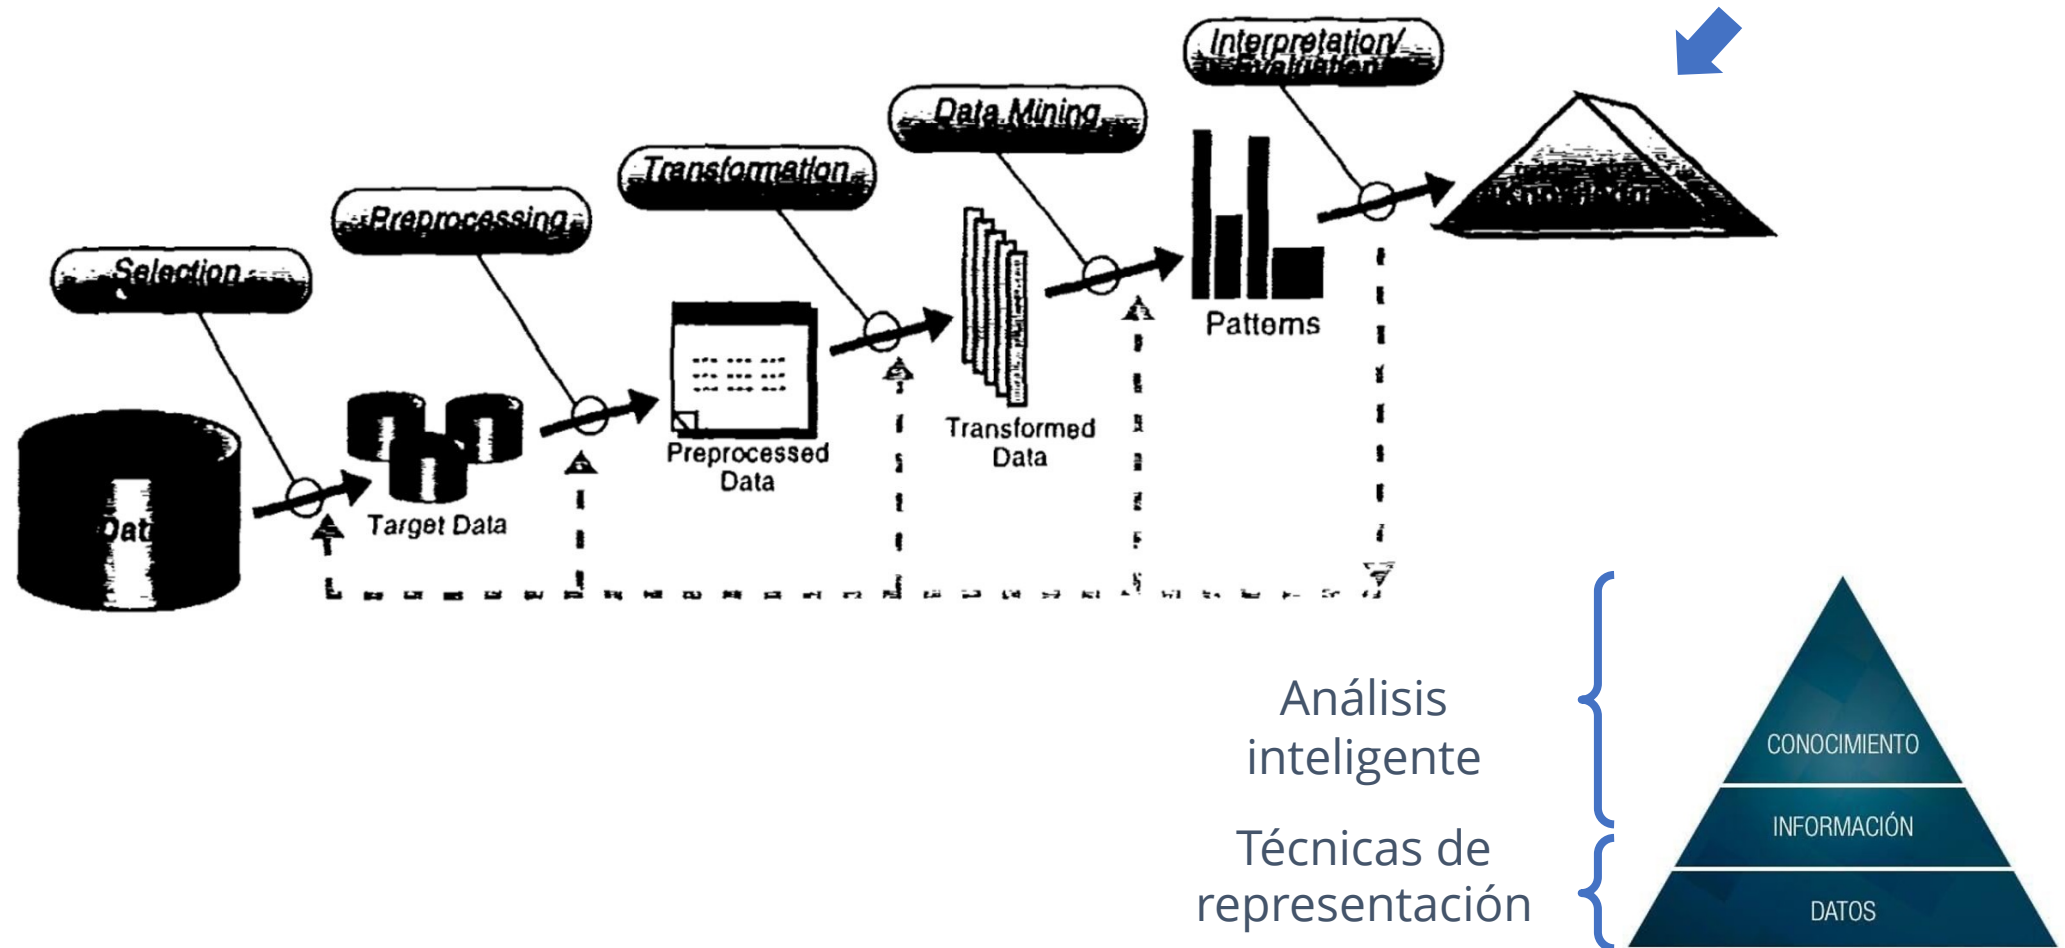 Interpretation/
Evaluation
Data Mining
Transformation
Preprocessing
Selection
Patterns
Transformed
Data
Preprocessed
Data
Target Data
Análisis
inteligente
Técnicas de
representación
CONOCIMIENTO
INFORMACIÓN
DATOS